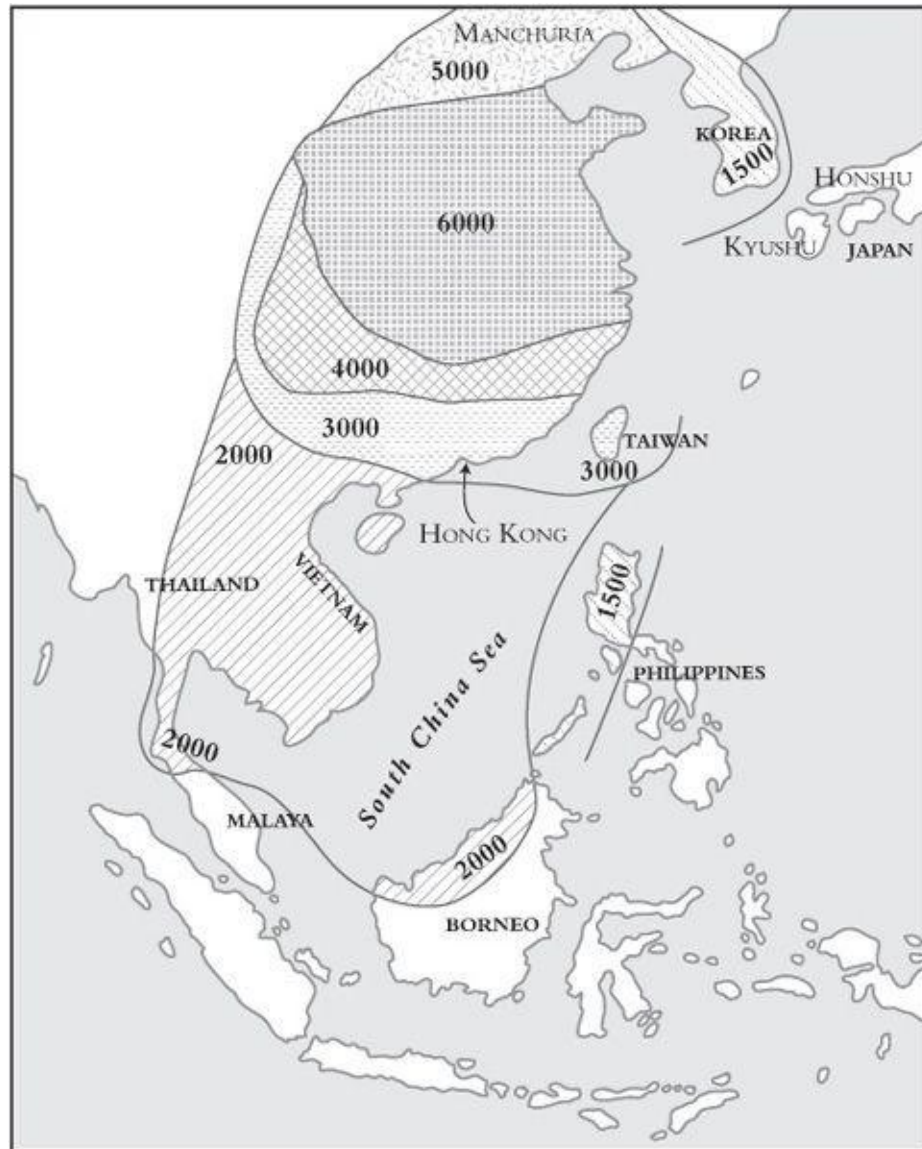 MANCHURIA
5000
KOREA
1500
HONSHU
6000
KYUSHU
JAPAN
4000
3000
2000
TAIWAN
3000
HONG KONG
THAILAND
VIETNAM
1500
PHILIPPINES
South China Sea
2000
MALAYA
2000
BORNEO